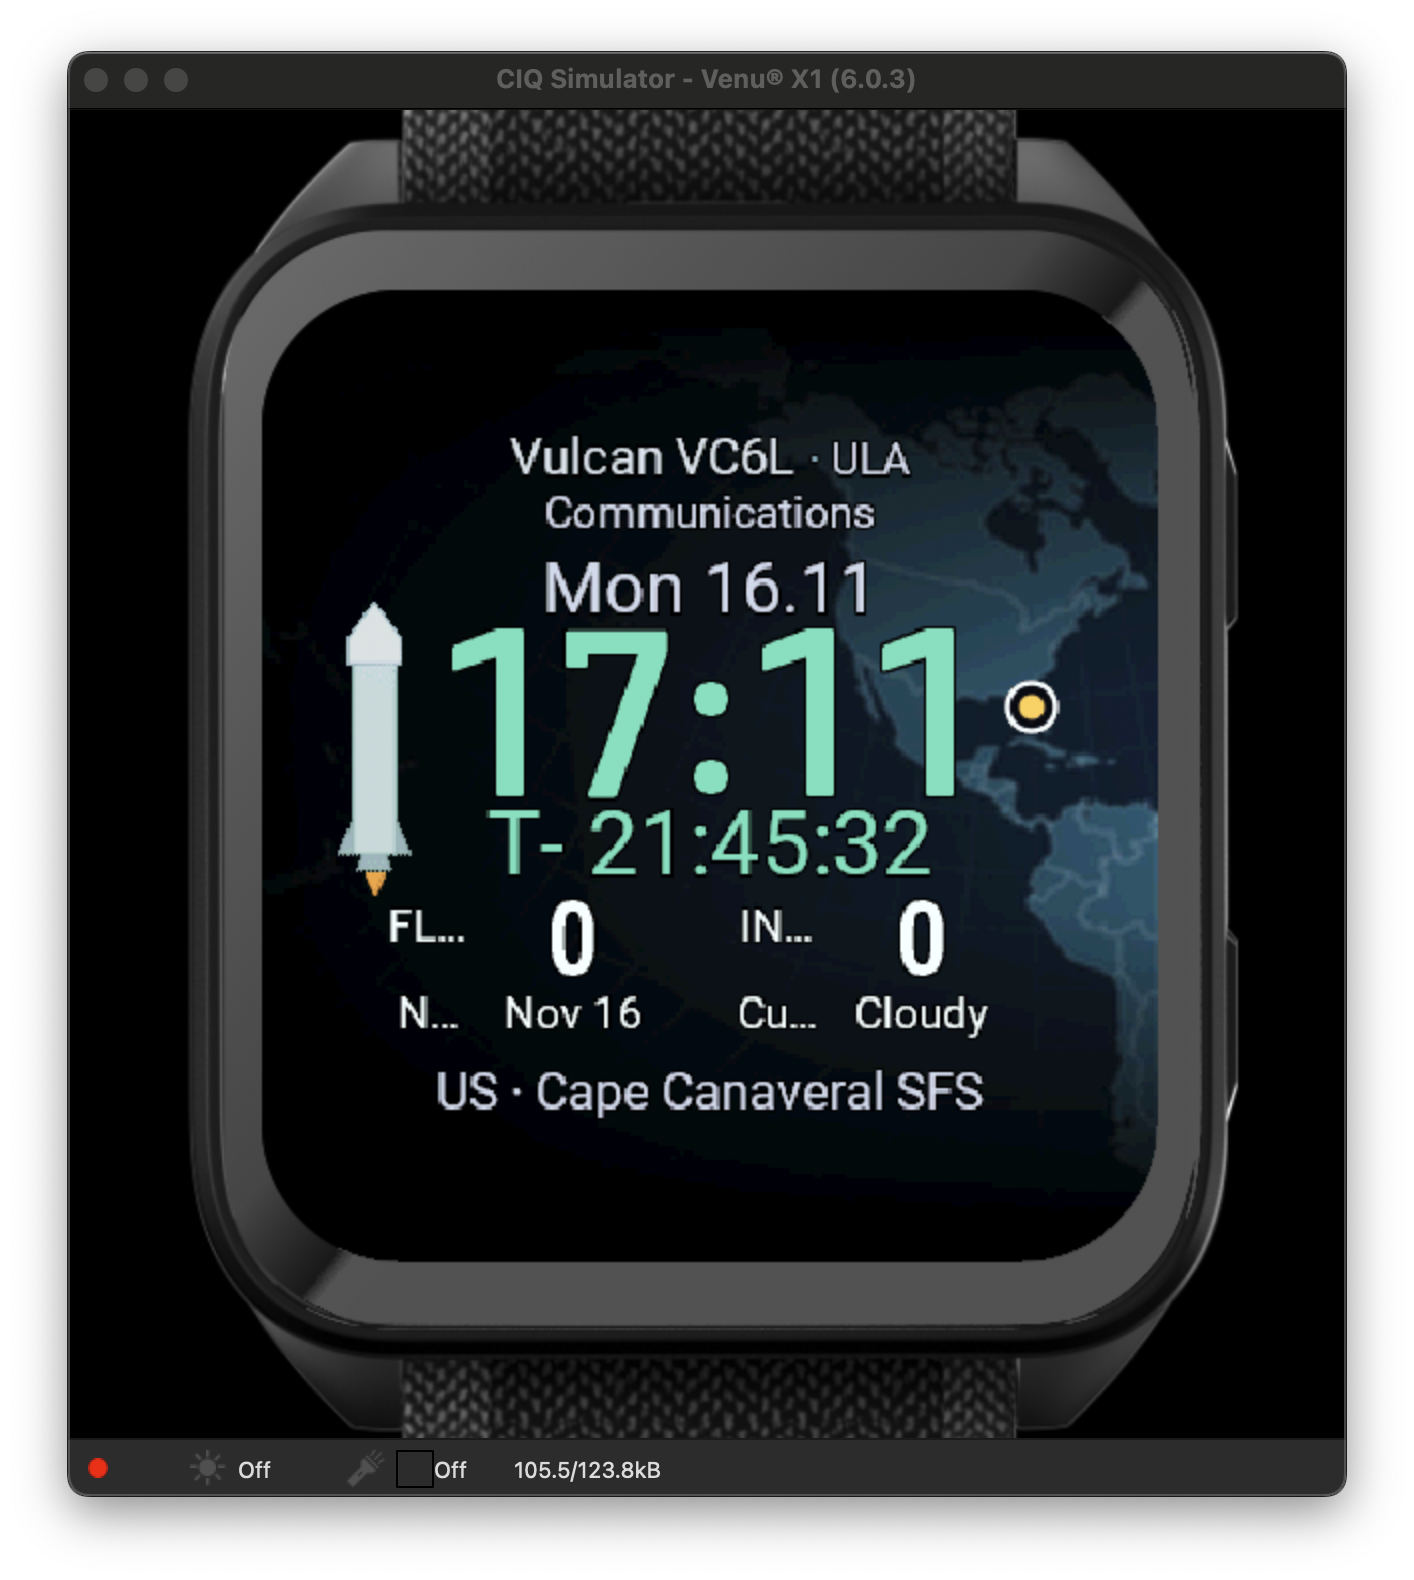 CIQ Simulator - Venu® X1 (6.0.3)
Vulcan VC6L · ULA
Communications
Mon 16.11
17:11
T- 21:45:32
FL... 0 IN... 0
N... Nov 16 Cu... Cloudy
US · Cape Canaveral SFS
Off Off 105.5/123.8kB